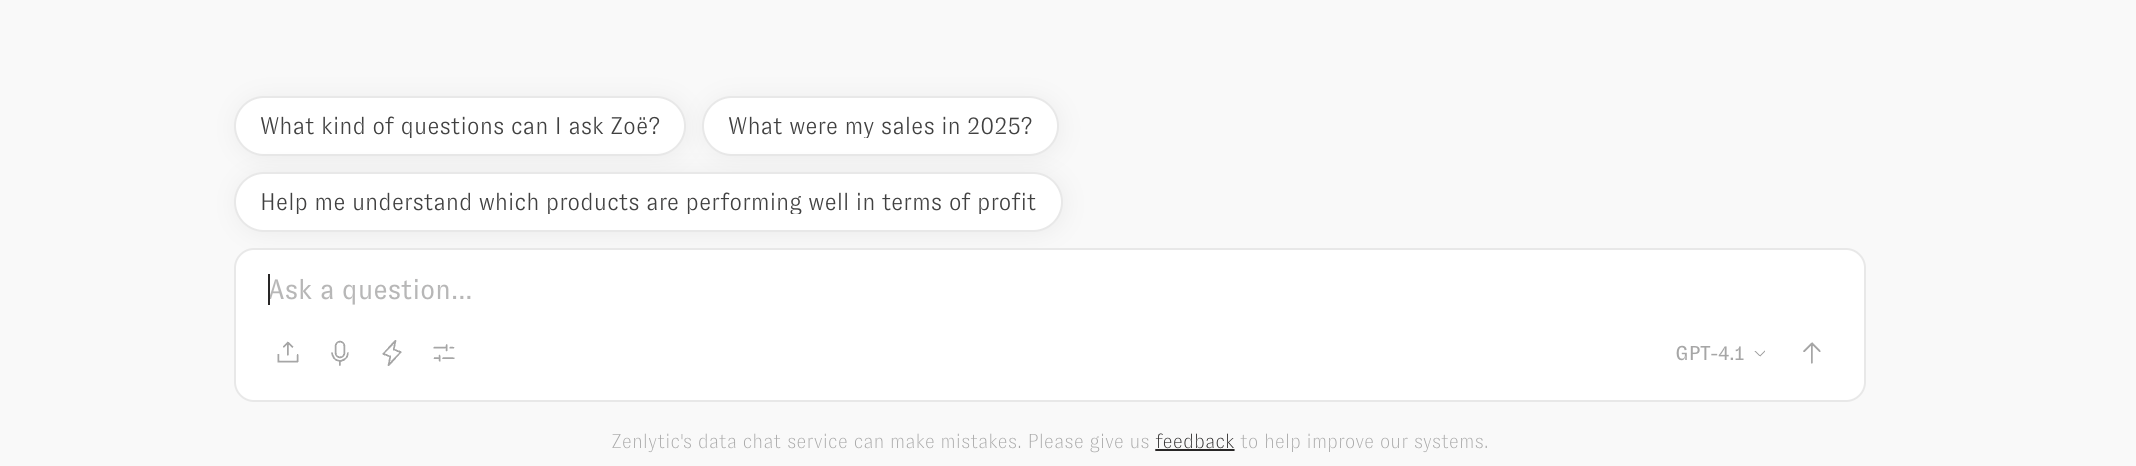 What kind of questions can I ask Zoë?
What were my sales in 2025?
Help me understand which products are performing well in terms of profit
Ask a question...
GPT-4.1
Zenlytic's data chat service can make mistakes. Please give us feedback to help improve our systems.